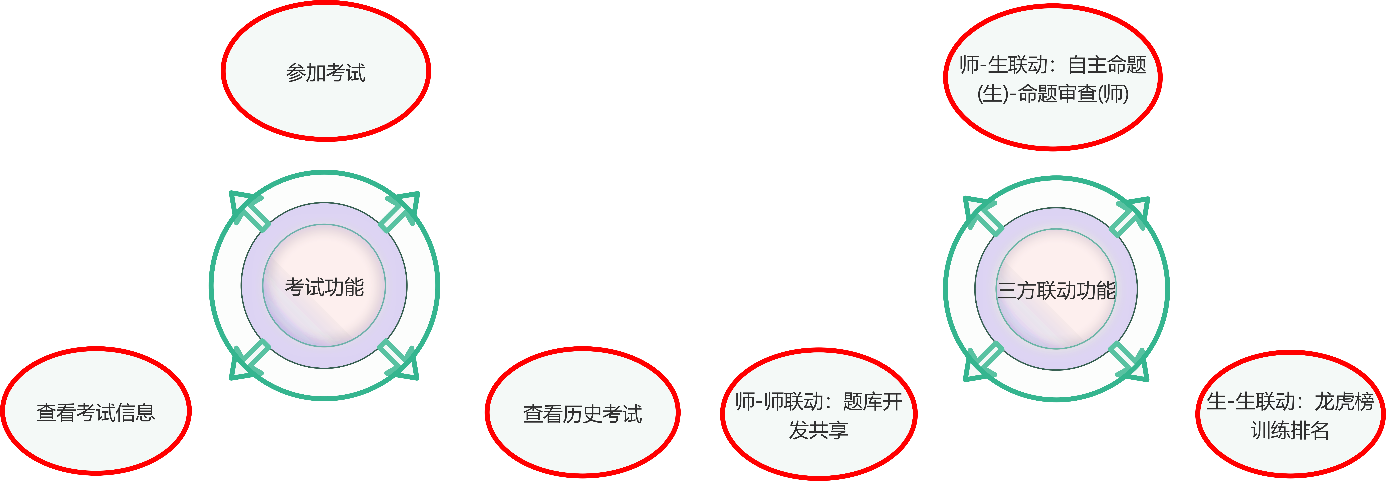 参加考试
考试功能
查看考试信息
查看历史考试
师-生联动：自主命题
(生)-命题审查(师)
三方联动功能
师-师联动：题库开
发共享
生-生联动：龙虎榜
训练排名